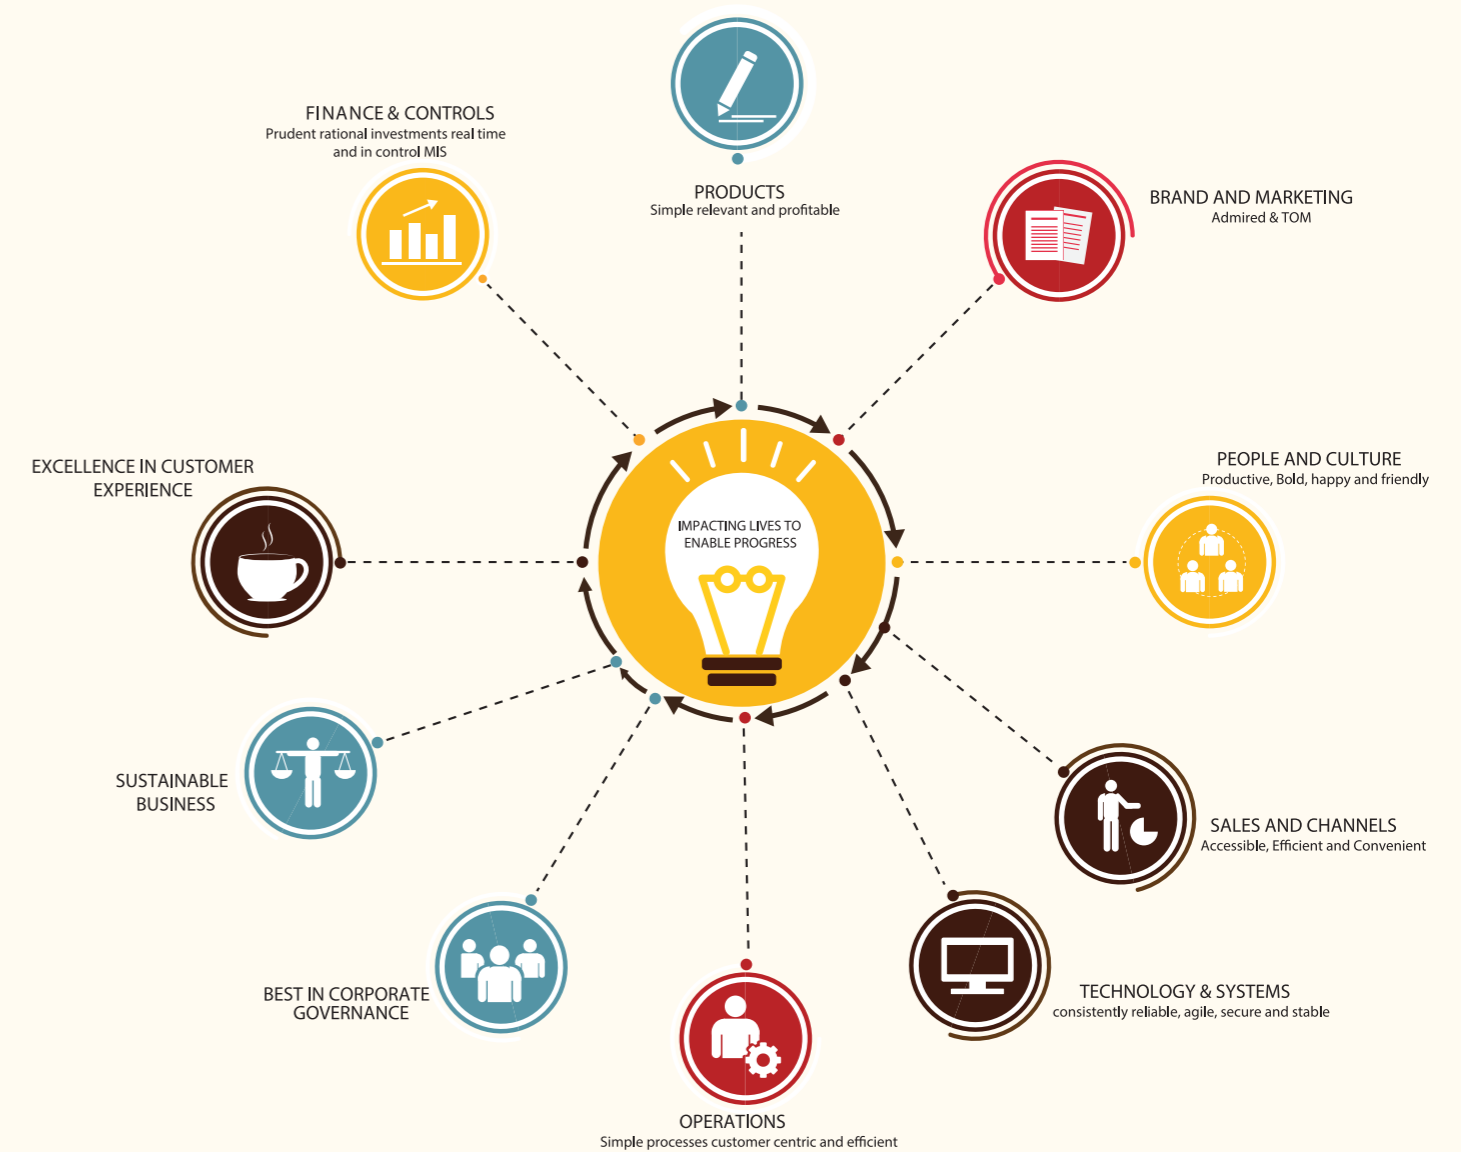 FINANCE & CONTROLS
Prudent rational investments real time
and in control MIS
PRODUCTS
Simple relevant and profitable
BRAND AND MARKETING
Admired & TOM
EXCELLENCE IN CUSTOMER
EXPERIENCE
PEOPLE AND CULTURE
Productive, Bold, happy and friendly
IMPACTING LIVES TO
ENABLE PROGRESS
SUSTAINABLE
BUSINESS
SALES AND CHANNELS
Accessible, Efficient and Convenient
BEST IN CORPORATE
GOVERNANCE
TECHNOLOGY & SYSTEMS
consistently reliable, agile, secure and stable
OPERATIONS
Simple processes customer centric and efficient